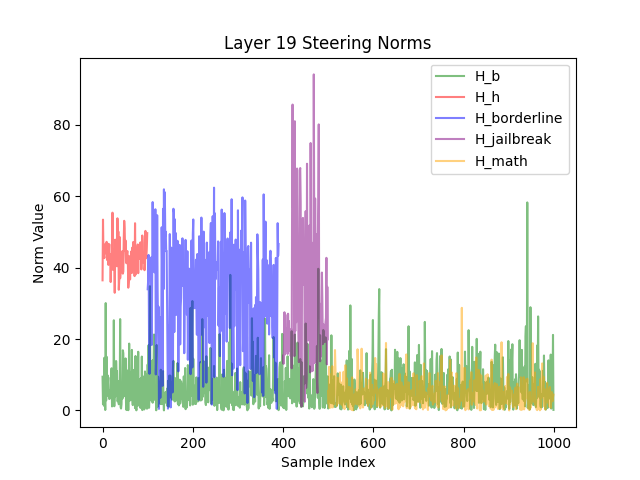 Layer 19 Steering Norms
H_b
H_h
H_borderline
H_jailbreak
H_math
Norm Value
80
60
40
20
0
0 200 400 600 800 1000
Sample Index